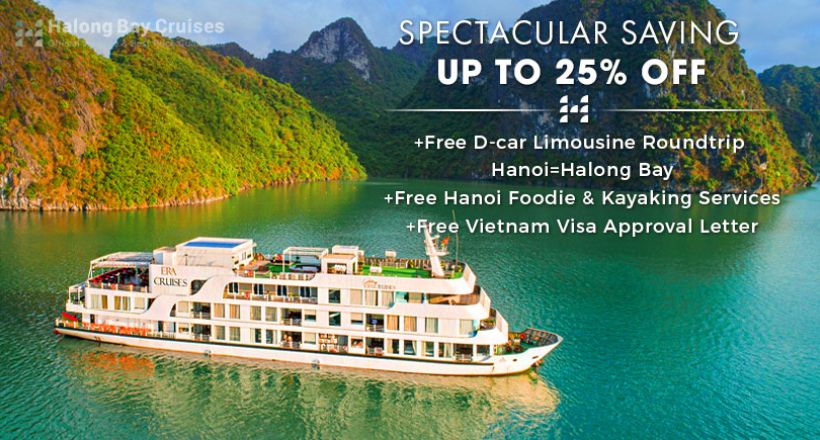 Halong Bay Cruises
SPECTACULAR SAVING
UP TO 25% OFF
+Free D-car Limousine Roundtrip
Hanoi=Halong Bay
+Free Hanoi Foodie & Kayaking Services
+Free Vietnam Visa Approval Letter
ERA
CRUISES